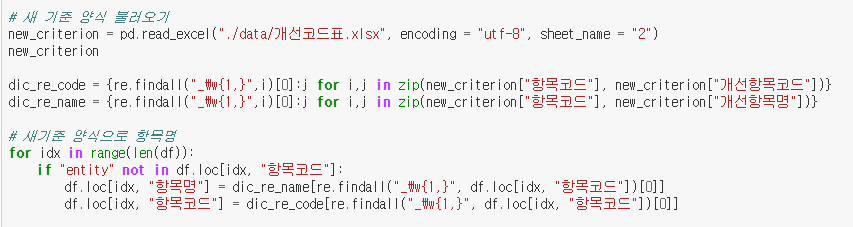 # 새 기준 양식 불러오기
new_criterion = pd.read_excel("./data/개선코드표.xlsx", encoding = "utf-8", sheet_name = "2")
new_criterion
dic_re_code = {re.findall("_₩w{1,}",i)[0]:j for i,j in zip(new_criterion["항목코드"], new_criterion["개선항목코드"])}
dic_re_name = {re.findall("_₩w{1,}",i)[0]:j for i,j in zip(new_criterion["항목코드"], new_criterion["개선항목명"])}
# 새기준 양식으로 항목명
for idx in range(len(df)):
    if "entity" not in df.loc[idx, "항목코드"]:
        df.loc[idx, "항목명"] = dic_re_name[re.findall("_₩w{1,}", df.loc[idx, "항목코드"])[0]]
        df.loc[idx, "항목코드"] = dic_re_code[re.findall("_₩w{1,}", df.loc[idx, "항목코드"])[0]]